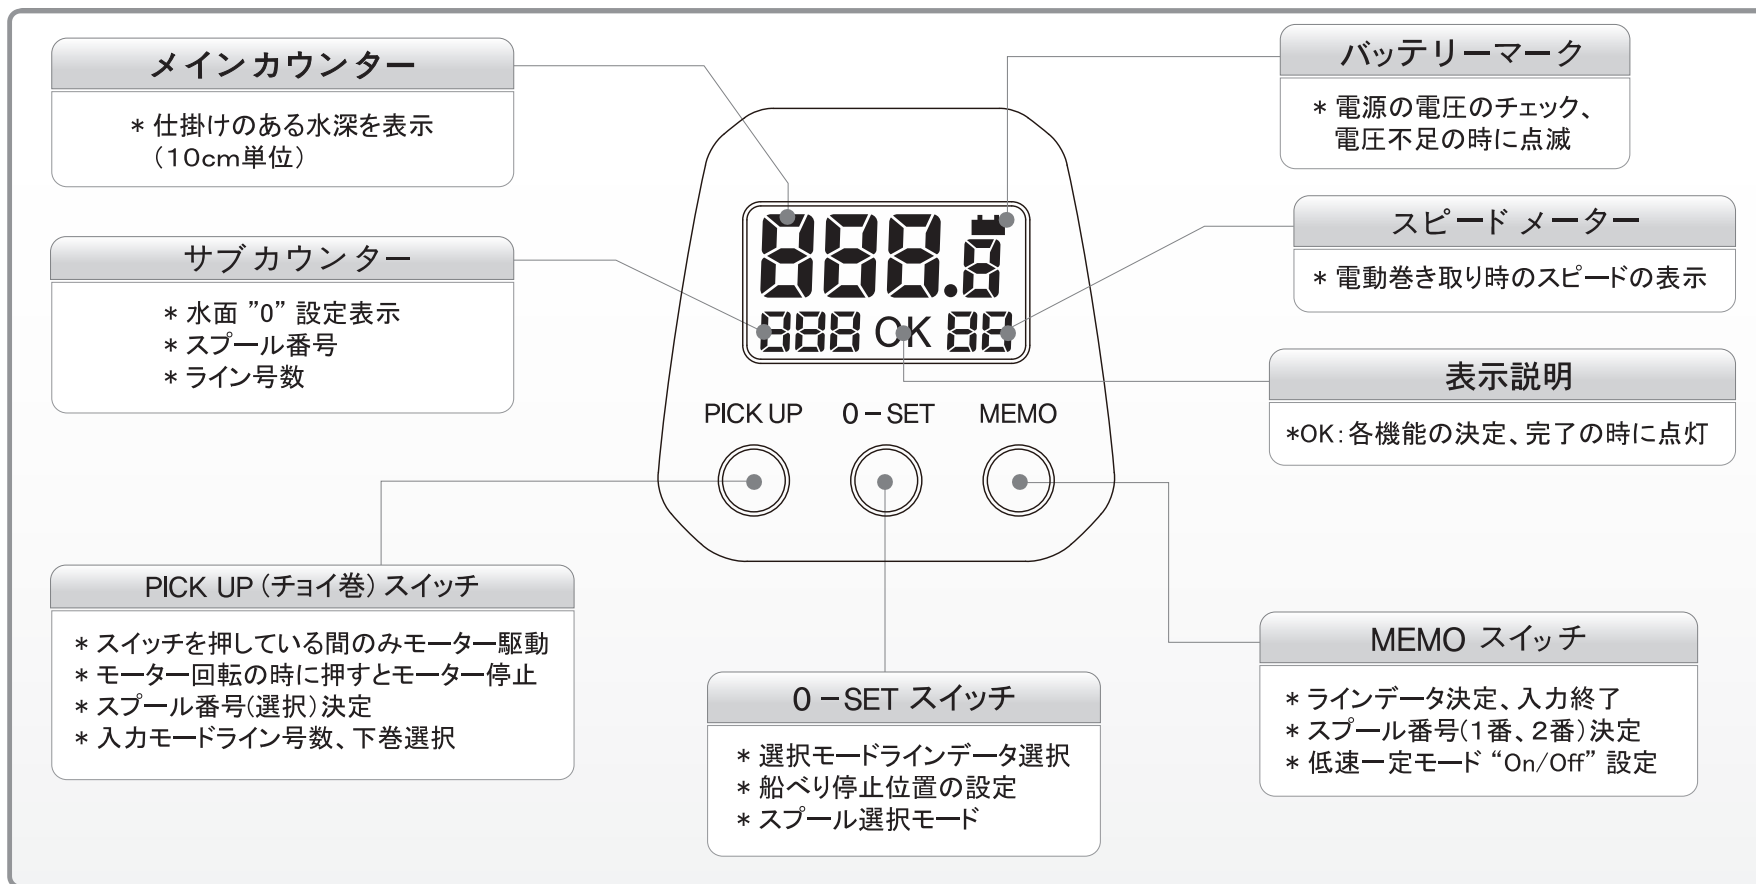 メインカウンター
* 仕掛けのある水深を表示
（10cm単位）
サブカウンター
* 水面 ”0” 設定表示
* スプール番号
* ライン号数
バッテリーマーク
* 電源の電圧のチェック、
電圧不足の時に点滅
スピードメーター
* 電動巻き取り時のスピードの表示
表示説明
*OK：各機能の決定、完了の時に点灯
888.8
888 OK 88
PICK UP 0－SET MEMO
PICK UP（チョイ巻）スイッチ
* スイッチを押している間のみモーター駆動
* モーター回転の時に押すとモーター停止
* スプール番号（選択）決定
* 入力モードライン号数、下巻選択
0－SET スイッチ
* 選択モードラインデータ選択
* 船べり停止位置の設定
* スプール選択モード
MEMO スイッチ
* ラインデータ決定、入力終了
* スプール番号（1番、2番）決定
* 低速一定モード “On/Off” 設定